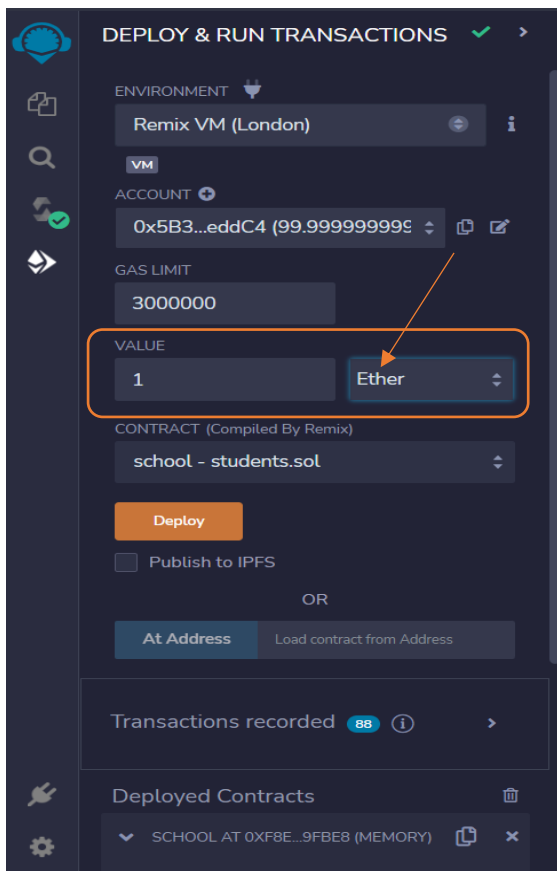 DEPLOY & RUN TRANSACTIONS
ENVIRONMENT
Remix VM (London)
VM
ACCOUNT
0x5B3...eddC4 (99.999999999
GAS LIMIT
3000000
VALUE
1 Ether
CONTRACT (Compiled By Remix)
school - students.sol
Deploy
Publish to IPFS
OR
At Address Load contract from Address
Transactions recorded 88
Deployed Contracts
SCHOOL AT 0XF8E...9FBE8 (MEMORY)